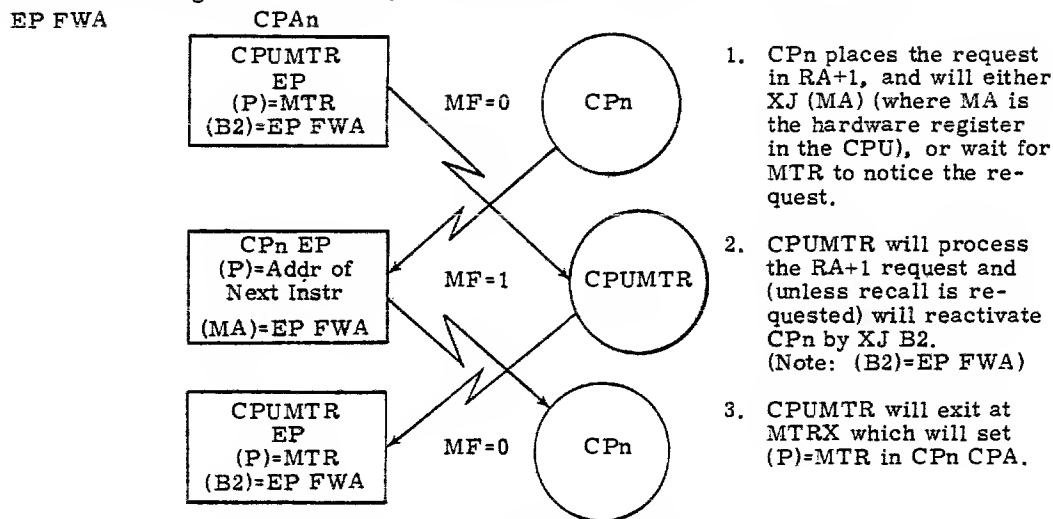 EP FWA
CPAn
CPUMTR
EP
(P)=MTR
(B2)=EP FWA
MF=0
CPn
CPn EP
(P)=Addr of
Next Instr
(MA)=EP FWA
MF=1
CPUMTR
CPUMTR
EP
(P)=MTR
(B2)=EP FWA
MF=0
CPn
1. CPn places the request
in RA+1, and will either
XJ (MA) (where MA is
the hardware register
in the CPU), or wait for
MTR to notice the re-
quest.
2. CPUMTR will process
the RA+1 request and
(unless recall is re-
quested) will reactivate
CPn by XJ B2.
(Note: (B2)=EP FWA)
3. CPUMTR will exit at
MTRX which will set
(P)=MTR in CPn CPA.